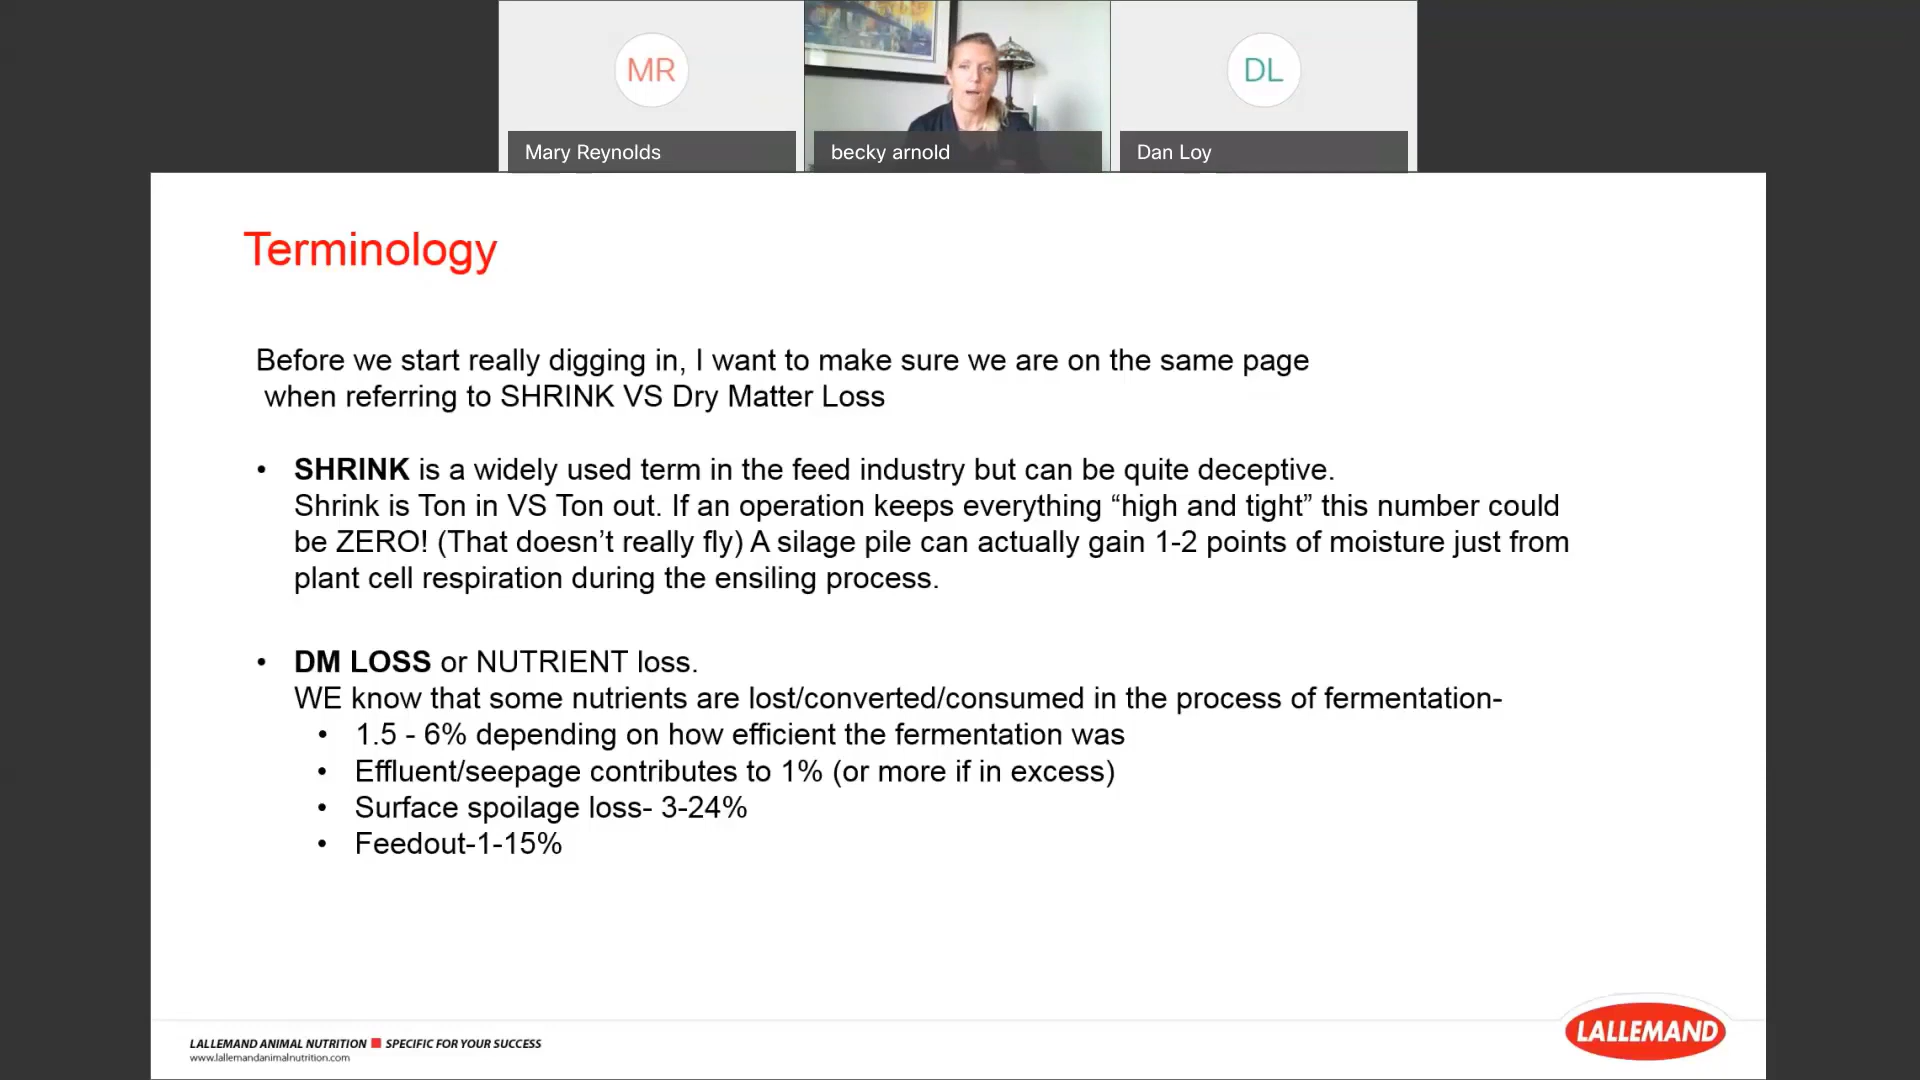 MR
DL
Mary Reynolds
becky arnold
Dan Loy
Terminology
Before we start really digging in, I want to make sure we are on the same page
when referring to SHRINK VS Dry Matter Loss
• SHRINK is a widely used term in the feed industry but can be quite deceptive.
Shrink is Ton in VS Ton out. If an operation keeps everything “high and tight” this number could
be ZERO! (That doesn’t really fly) A silage pile can actually gain 1-2 points of moisture just from
plant cell respiration during the ensiling process.
• DM LOSS or NUTRIENT loss.
WE know that some nutrients are lost/converted/consumed in the process of fermentation-
• 1.5 - 6% depending on how efficient the fermentation was
• Effluent/seepage contributes to 1% (or more if in excess)
• Surface spoilage loss- 3-24%
• Feedout-1-15%
LALLEMAND ANIMAL NUTRITION SPECIFIC FOR YOUR SUCCESS
www.lallemandanimalnutrition.com
LALLEMAND